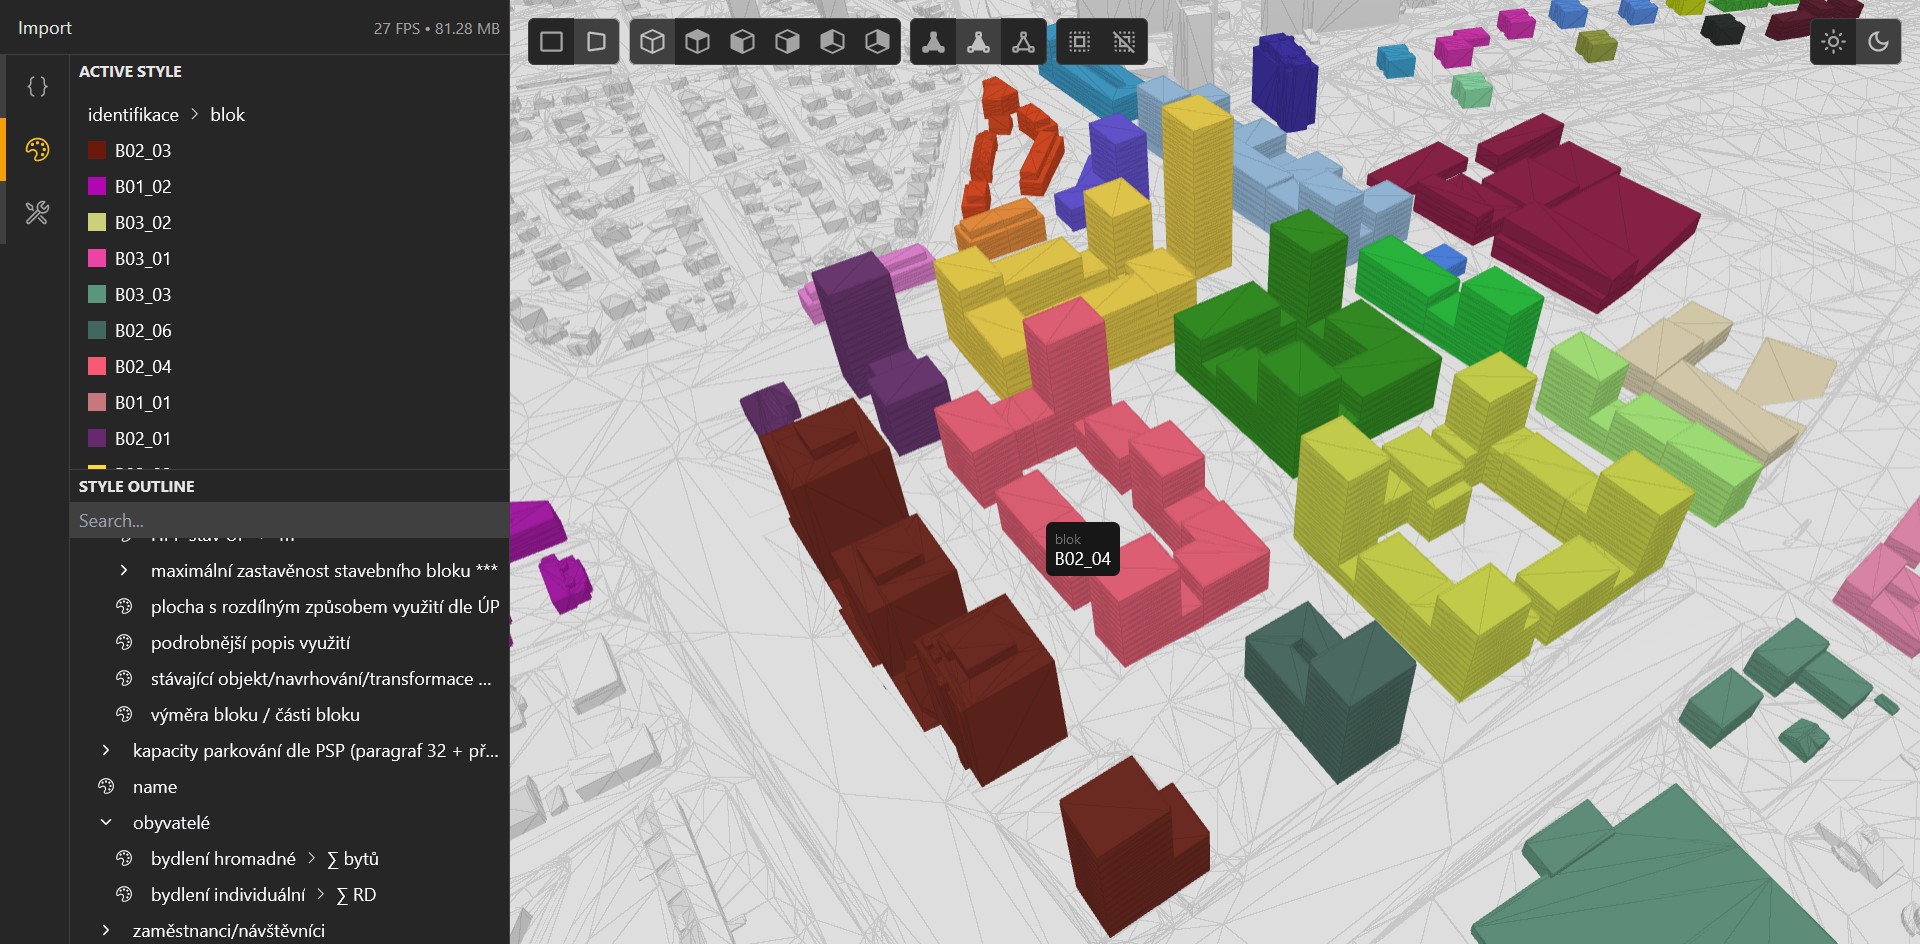 Import
27 FPS • 81.28 MB
ACTIVE STYLE
identifikace > blok
B02_03
B01_02
B03_02
B03_01
B03_03
B02_06
B02_04
B01_01
B02_01
STYLE OUTLINE
Search...
maximální zastavěnost stavebního bloku ***
plocha s rozdílným způsobem využití dle ÚP
podrobnější popis využití
stávající objekt/navrhování/transformace ...
výměra bloku / části bloku
kapacity parkování dle PSP (paragraf 32 + př...
name
obyvatelé
bydlení hromadné > ∑ bytů
bydlení individuální > ∑ RD
zaměstnanci/návštěvníci
blok
B02_04